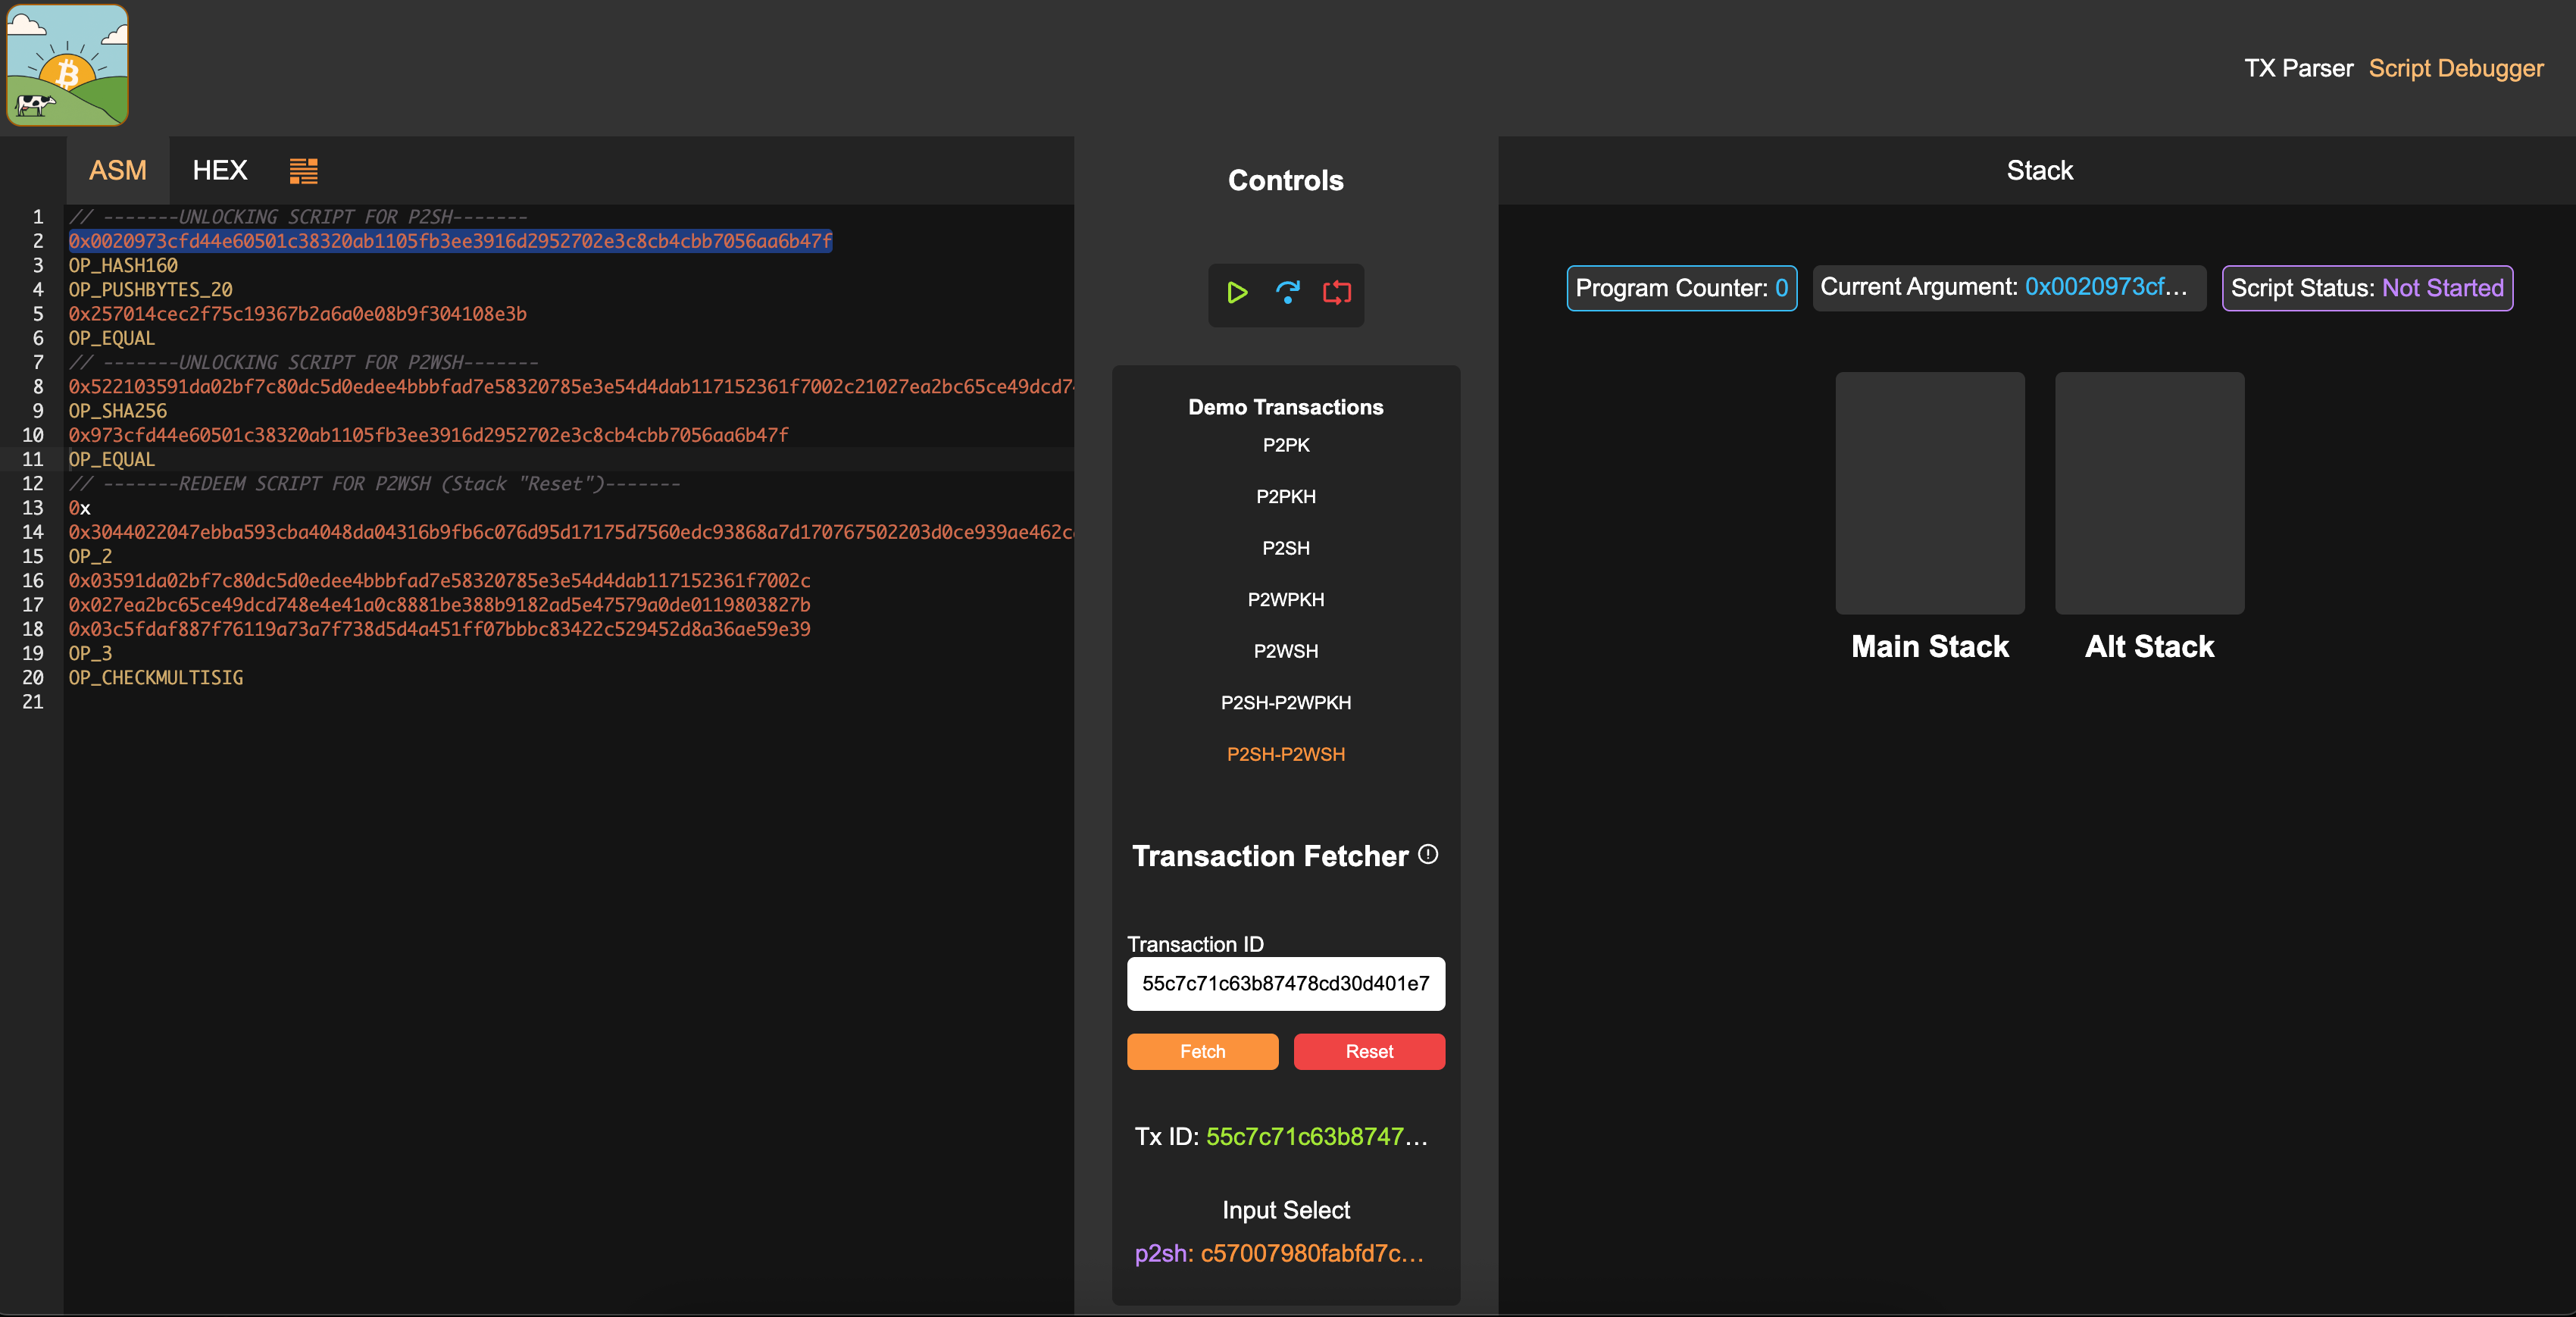 TX Parser Script Debugger
ASM HEX
1 // -------UNLOCKING SCRIPT FOR P2SH-------
2 0x0020973cfd44e60501c38320ab1105fb3ee3916d2952702e3c8cb4cbb7056aa6b47f
3 OP_HASH160
4 OP_PUSHBYTES_20
5 0x257014cec2f75c19367b2a6a0e08b9f304108e3b
6 OP_EQUAL
7 // -------UNLOCKING SCRIPT FOR P2WSH-------
8 0x522103591da02bf7c80dc5d0edee4bbbfad7e58320785e3e54d4dab117152361f7002c21027ea2bc65ce49dcd7
9 OP_SHA256
10 0x973cfd44e60501c38320ab1105fb3ee3916d2952702e3c8cb4cbb7056aa6b47f
11 OP_EQUAL
12 // -------REDEEM SCRIPT FOR P2WSH (Stack "Reset")-------
13 0x
14 0x3044022047ebba593cba4048da04316b9fb6c076d95d17175d7560edc93868a7d170767502203d0ce939ae462c
15 OP_2
16 0x03591da02bf7c80dc5d0edee4bbbfad7e58320785e3e54d4dab117152361f7002c
17 0x027ea2bc65ce49dcd748e4e41a0c8881be388b9182ad5e47579a0de0119803827b
18 0x03c5fdaf887f76119a73a7f738d5d4a451ff07bbbc83422c529452d8a36ae59e39
19 OP_3
20 OP_CHECKMULTISIG
21
Controls
Demo Transactions
P2PK
P2PKH
P2SH
P2WPKH
P2WSH
P2SH-P2WPKH
P2SH-P2WSH
Transaction Fetcher
Transaction ID
55c7c71c63b87478cd30d401e7
Fetch Reset
Tx ID: 55c7c71c63b8747...
Input Select
p2sh: c57007980fabfd7c...
Stack
Program Counter: 0 Current Argument: 0x0020973cf... Script Status: Not Started
Main Stack Alt Stack